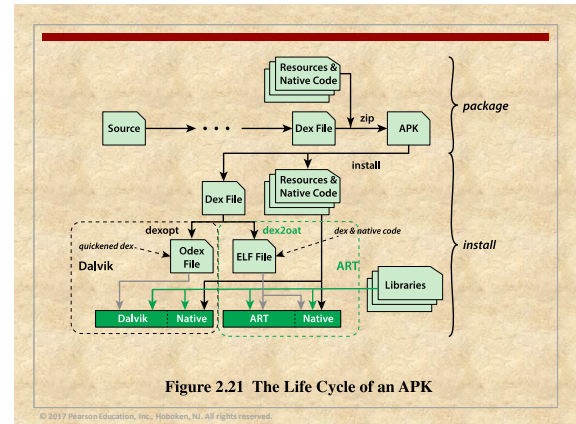 Resources &
Native Code
package
zip
Source
. . .
Dex File
APK
install
Resources &
Native Code
Dex File
dexopt
dex2oat
dex & native code
install
quickened dex
Odex
File
ELF File
Dalvik
ART
Libraries
Dalvik
Native
ART
Native
Figure 2.21 The Life Cycle of an APK
© 2017 Pearson Education, Inc., Hoboken, NJ. All rights reserved.